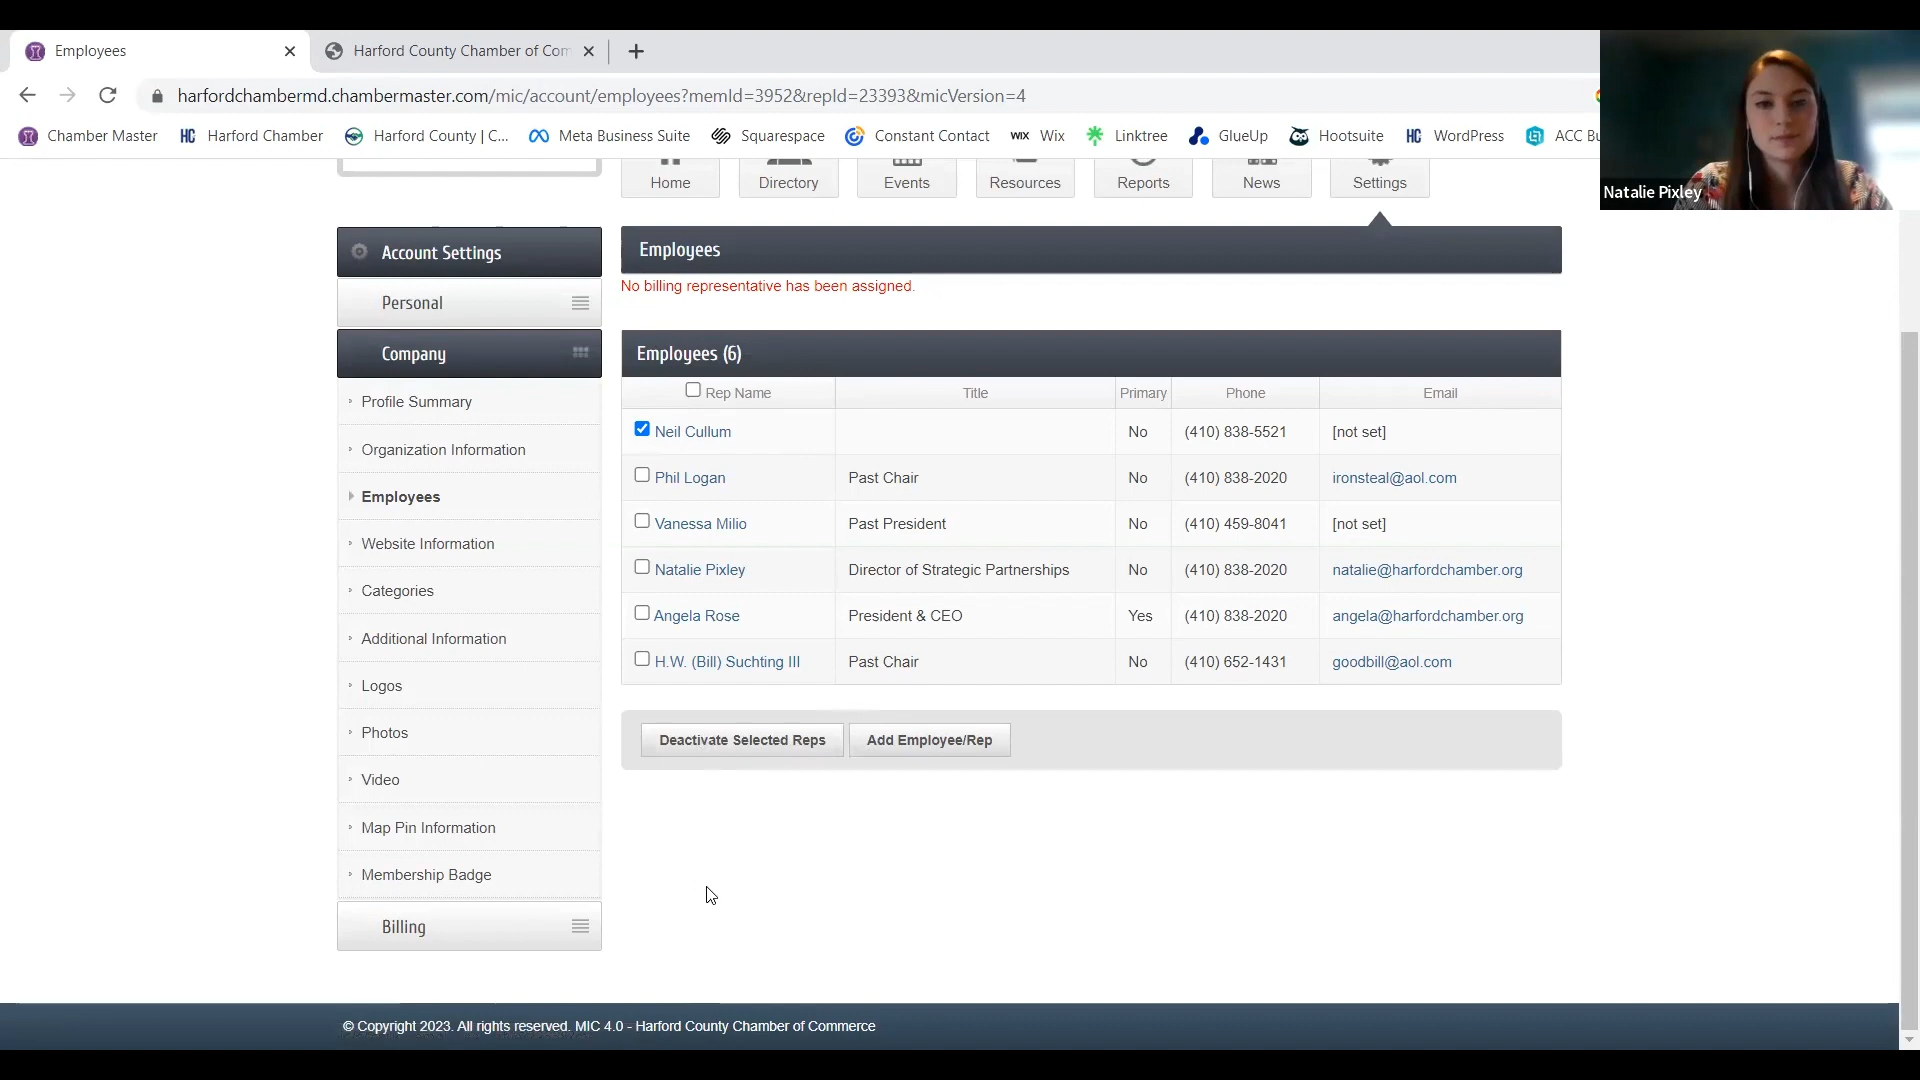 Employees
Harford County Chamber of Com
harfordchambermd.chambermaster.com/mic/account/employees?memId=3952&repId=23393&micVersion=4
Chamber Master
HC Harford Chamber
Harford County | C...
Meta Business Suite
Squarespace
Constant Contact
WIX Wix
Linktree
GlueUp
Hootsuite
HC WordPress
ACC Bu
Natalie Pixley
Home
Directory
Events
Resources
Reports
News
Settings
Account Settings
Personal
Company
Profile Summary
Organization Information
Employees
Website Information
Categories
Additional Information
Logos
Photos
Video
Map Pin Information
Membership Badge
Billing
Employees
No billing representative has been assigned.
Employees (6)
Rep Name Title Primary Phone Email
Neil Cullum No (410) 838-5521 [not set]
Phil Logan Past Chair No (410) 838-2020 ironsteal@aol.com
Vanessa Milio Past President No (410) 459-8041 [not set]
Natalie Pixley Director of Strategic Partnerships No (410) 838-2020 natalie@harfordchamber.org
Angela Rose President & CEO Yes (410) 838-2020 angela@harfordchamber.org
H.W. (Bill) Suchting III Past Chair No (410) 652-1431 goodbill@aol.com
Deactivate Selected Reps Add Employee/Rep
© Copyright 2023. All rights reserved. MIC 4.0 - Harford County Chamber of Commerce